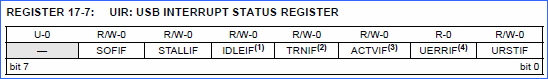 REGISTER 17-7: UIR: USB INTERRUPT STATUS REGISTER
U-0 R/W-0 R/W-0 R/W-0 R/W-0 R/W-0 R-0 R/W-0
— SOFIF STALLIF IDLEIF(1) TRNIF(2) ACTVIF(3) UERRIF(4) URSTIF
bit 7 bit 0